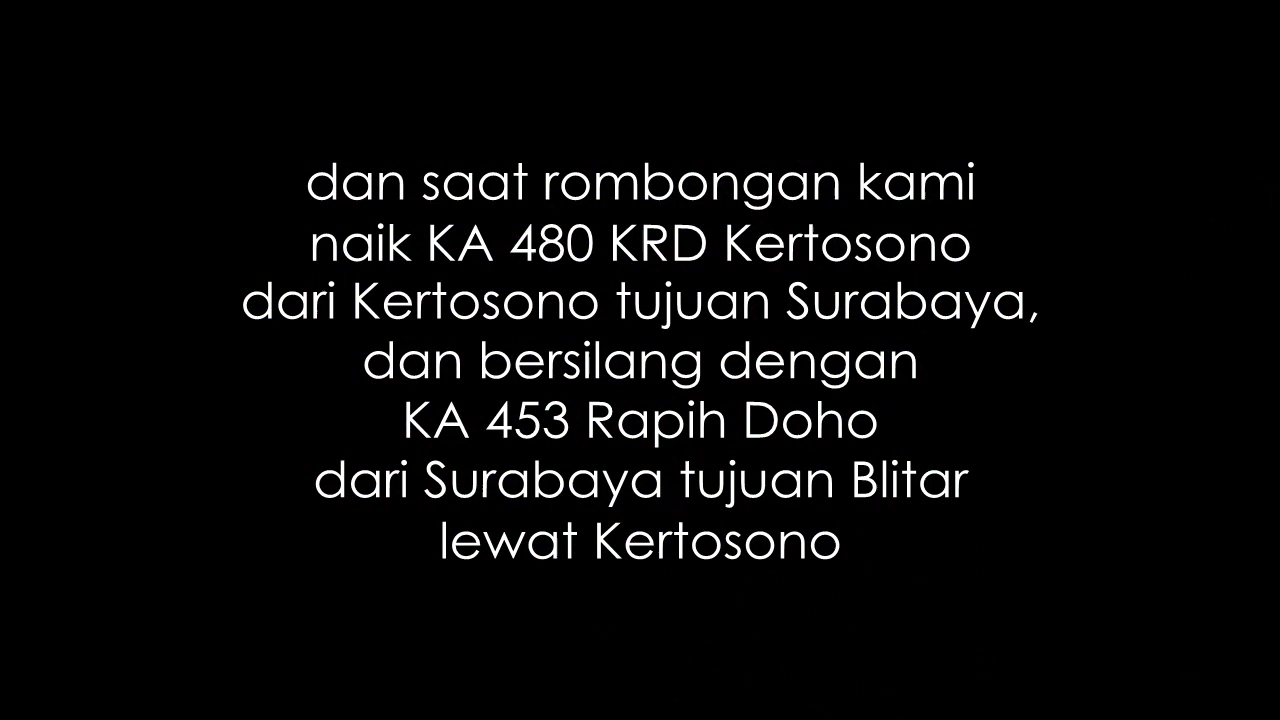 dan saat rombongan kami
naik KA 480 KRD Kertosono
dari Kertosono tujuan Surabaya,
dan bersilang dengan
KA 453 Rapih Doho
dari Surabaya tujuan Blitar
lewat Kertosono